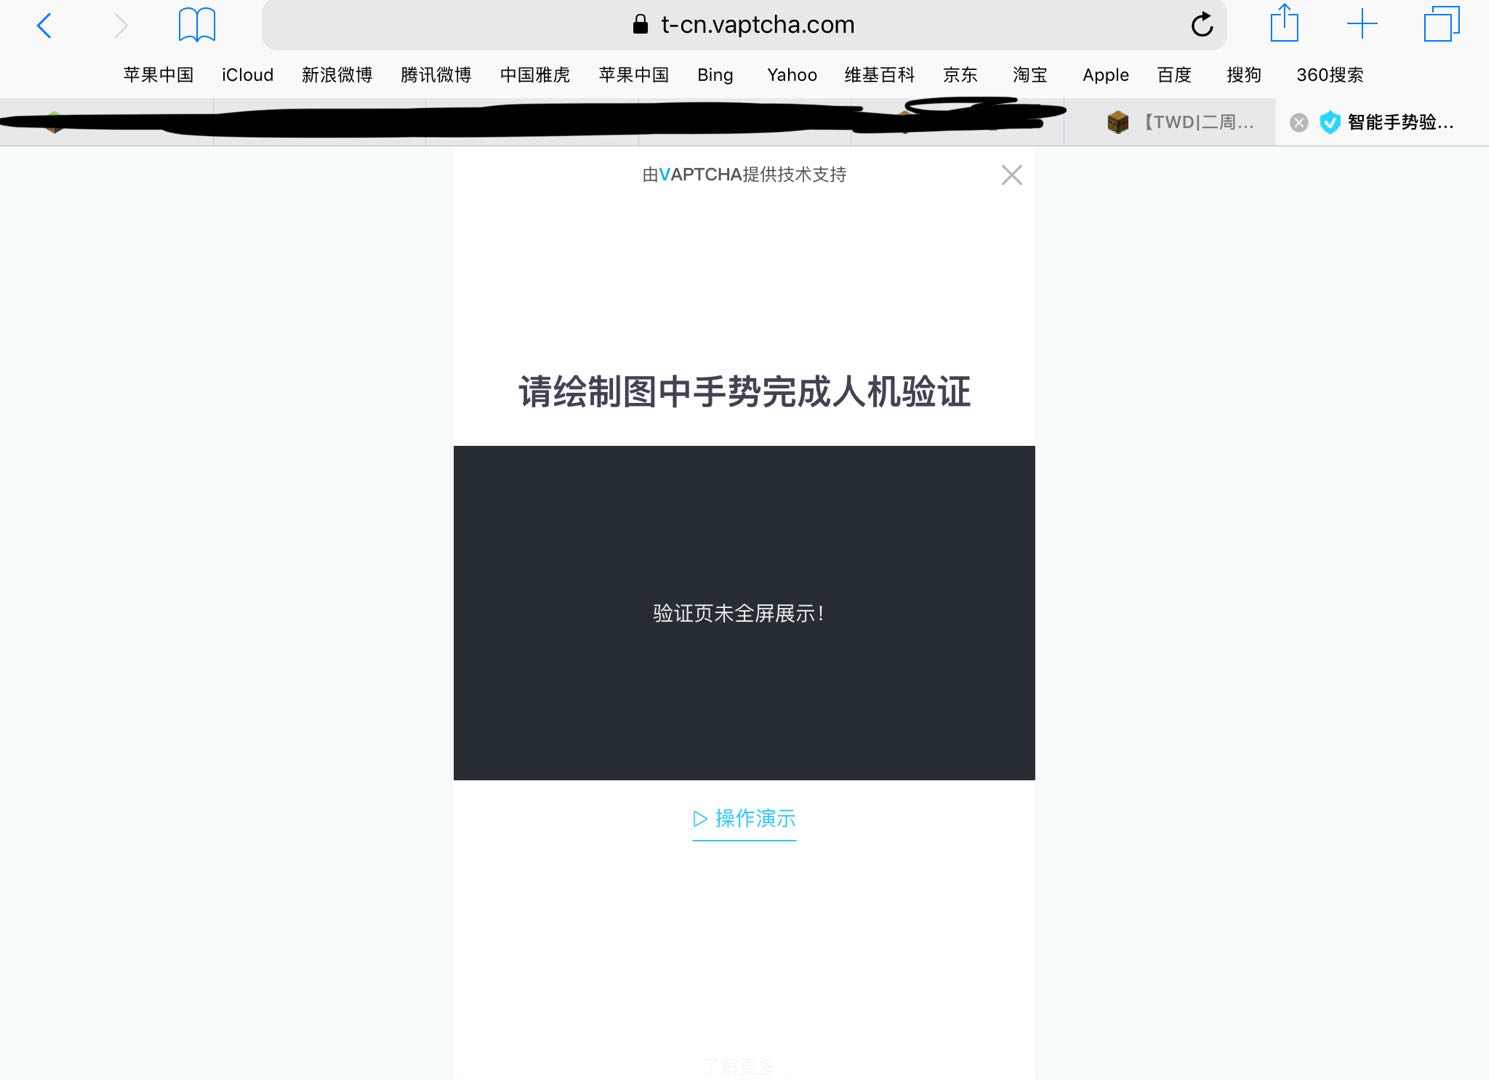 t-cn.vaptcha.com
苹果中国 iCloud 新浪微博 腾讯微博 中国雅虎 苹果中国 Bing Yahoo 维基百科 京东 淘宝 Apple 百度 搜狗 360搜索
【TWD|二周... 智能手势验...
由VAPTCHA提供技术支持
请绘制图中手势完成人机验证
验证页未全屏展示！
操作演示
了解更多...